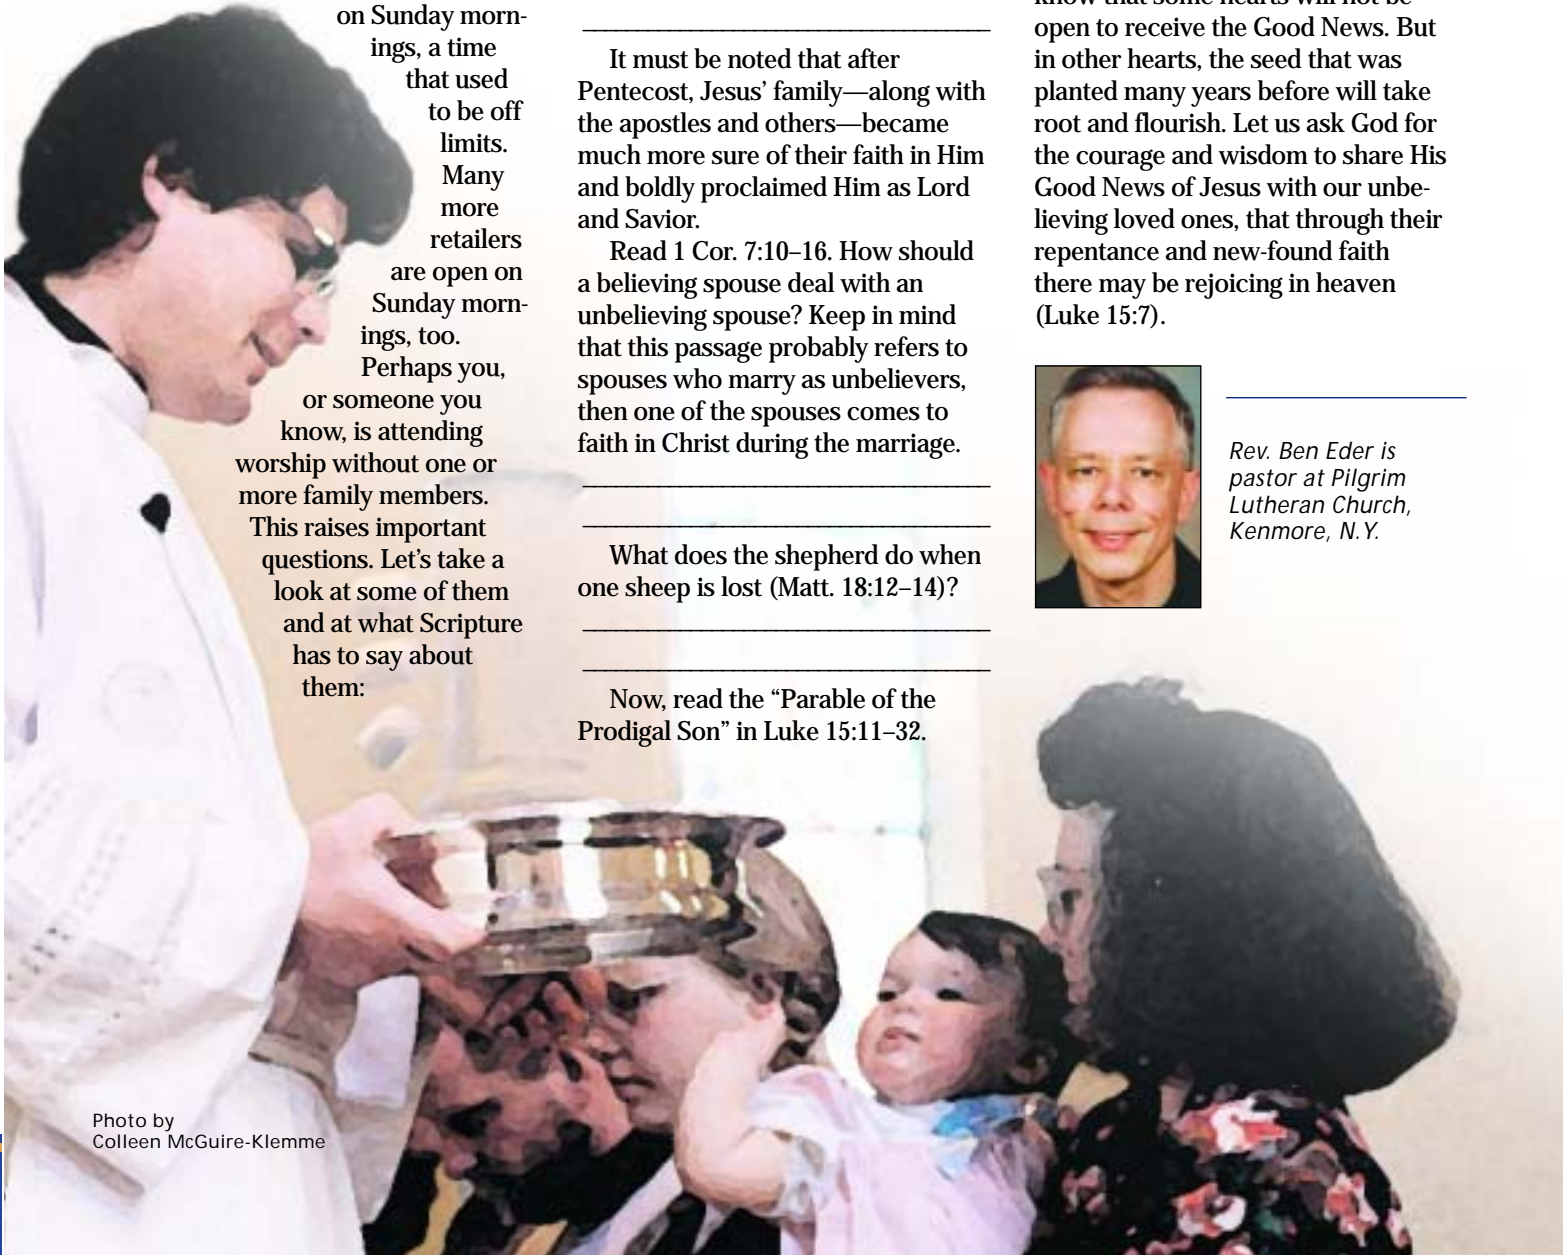 on Sunday morn-
ings, a time
that used
to be off
limits.
Many
more
retailers
are open on
Sunday morn-
ings, too.
Perhaps you,
or someone you
know, is attending
worship without one or
more family members.
This raises important
questions. Let’s take a
look at some of them
and at what Scripture
has to say about
them:
It must be noted that after
Pentecost, Jesus’ family—along with
the apostles and others—became
much more sure of their faith in Him
and boldly proclaimed Him as Lord
and Savior.
Read 1 Cor. 7:10–16. How should
a believing spouse deal with an
unbelieving spouse? Keep in mind
that this passage probably refers to
spouses who marry as unbelievers,
then one of the spouses comes to
faith in Christ during the marriage.
What does the shepherd do when
one sheep is lost (Matt. 18:12–14)?
Now, read the “Parable of the
Prodigal Son” in Luke 15:11–32.
know that some hearts will not be
open to receive the Good News. But
in other hearts, the seed that was
planted many years before will take
root and flourish. Let us ask God for
the courage and wisdom to share His
Good News of Jesus with our unbe-
lieving loved ones, that through their
repentance and new-found faith
there may be rejoicing in heaven
(Luke 15:7).
Rev. Ben Eder is
pastor at Pilgrim
Lutheran Church,
Kenmore, N.Y.
Photo by
Colleen McGuire-Klemme